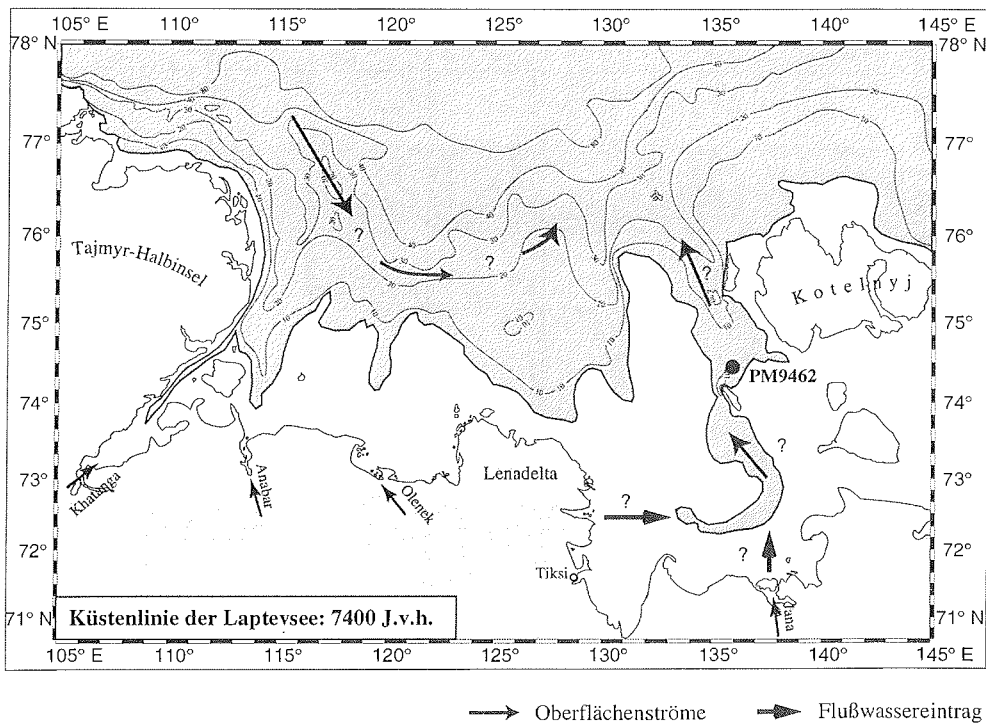 105° E 110° 115° 120° 125° 130° 135° 140° 145° E
78° N 78° N
77° 77°
76° 76°
Tajmyr-Halbinsel
?
?
?
Kotelnyj
75° 75°
PM9462
74° 74°
73° 73°
Khatanga
Anabar
Olenek
Lenadelta
?
?
72° 72°
?
Tiksi
Jana
71° N 71° N
Küstenlinie der Laptevsee: 7400 J.v.h.
105° E 110° 115° 120° 125° 130° 135° 140° 145° E
Oberflächenströme Flußwassereintrag